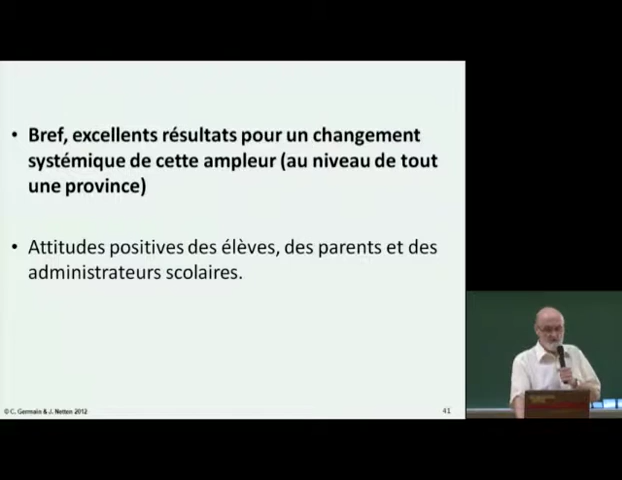 • Bref, excellents résultats pour un changement
systémique de cette ampleur (au niveau de tout
une province)
• Attitudes positives des élèves, des parents et des
administrateurs scolaires.
© C. Germain & J. Netten 2012
41